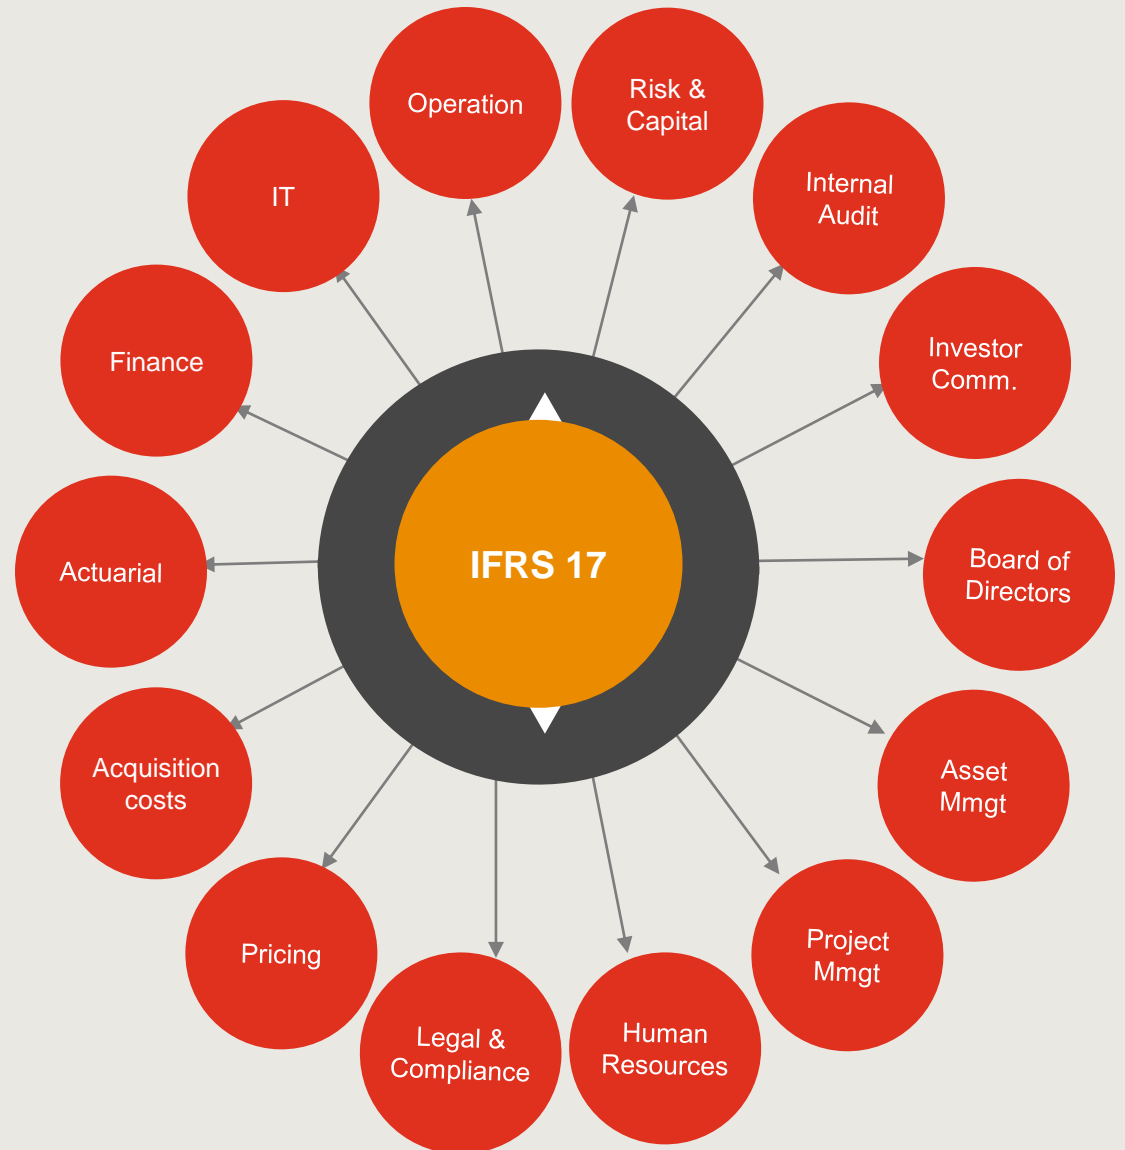 Operation
Risk &
Capital
Internal
Audit
Investor
Comm.
Board of
Directors
Asset
Mmgt
Project
Mmgt
Human
Resources
Legal &
Compliance
Pricing
Acquisition
costs
Actuarial
Finance
IT
IFRS 17